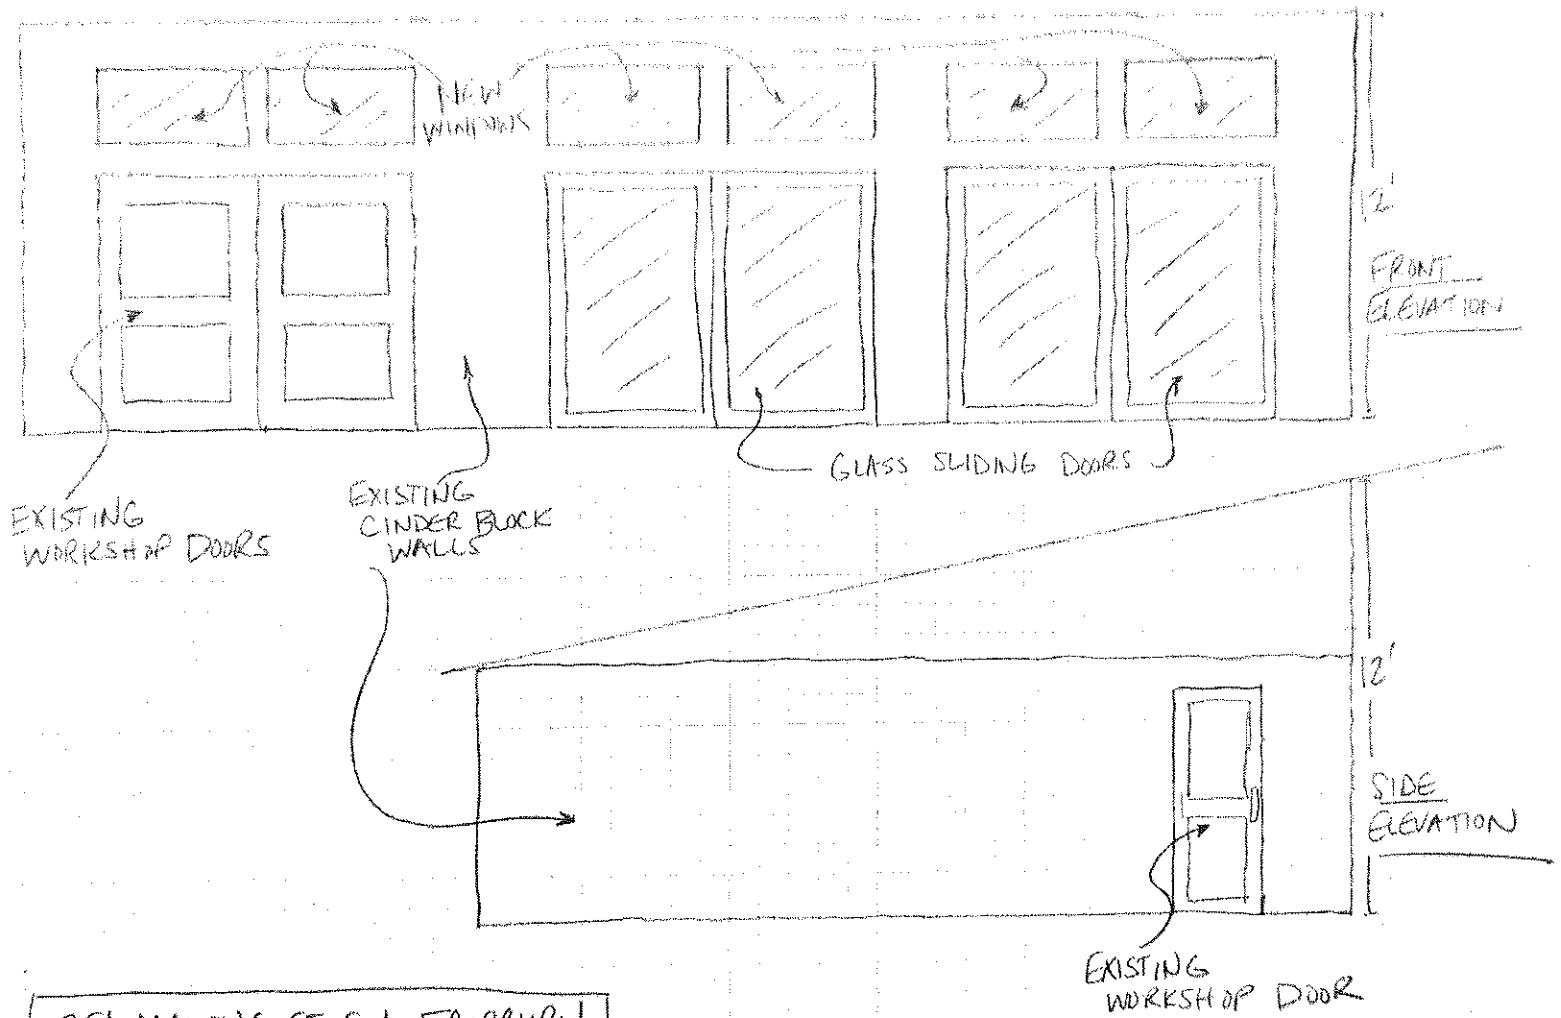 NEW
WINDOWS
12'
FRONT
ELEVATION
GLASS SLIDING DOORS
EXISTING
WORKSHOP DOORS
EXISTING
CINDER BLOCK
WALLS
12'
SIDE
ELEVATION
EXISTING
WORKSHOP DOOR